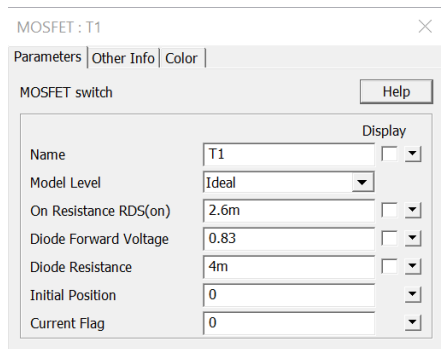 MOSFET : T1
Parameters Other Info Color
MOSFET switch Help
Display
Name T1
Model Level Ideal
On Resistance RDS(on) 2.6m
Diode Forward Voltage 0.83
Diode Resistance 4m
Initial Position 0
Current Flag 0